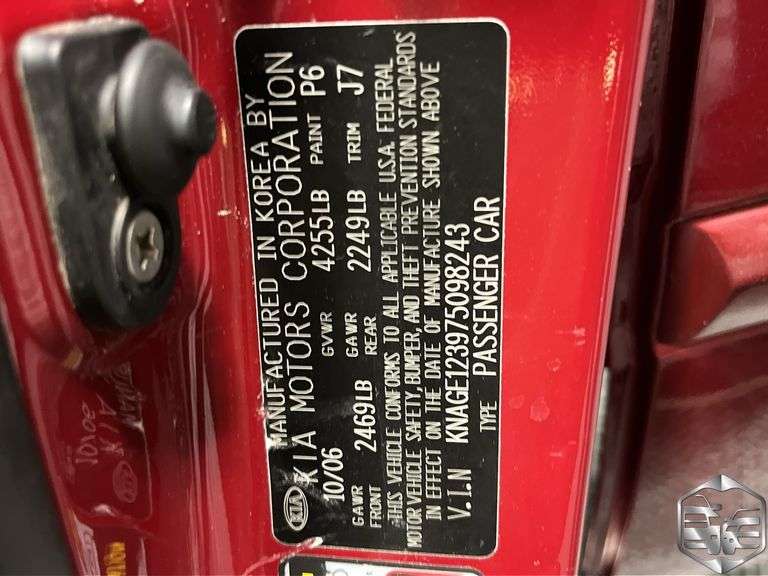 MANUFACTURED IN KOREA BY
KIA KIA MOTORS CORPORATION
10/06 GVWR 4255LB PAINT P6
GAWR FRONT 2469LB GAWR REAR 2249LB TRIM J7
THIS VEHICLE CONFORMS TO ALL APPLICABLE U.S.A. FEDERAL
MOTOR VEHICLE SAFETY, BUMPER, AND THEFT PREVENTION STANDARDS
IN EFFECT ON THE DATE OF MANUFACTURE SHOWN ABOVE
V.I.N KNAGE123975098243
TYPE PASSENGER CAR